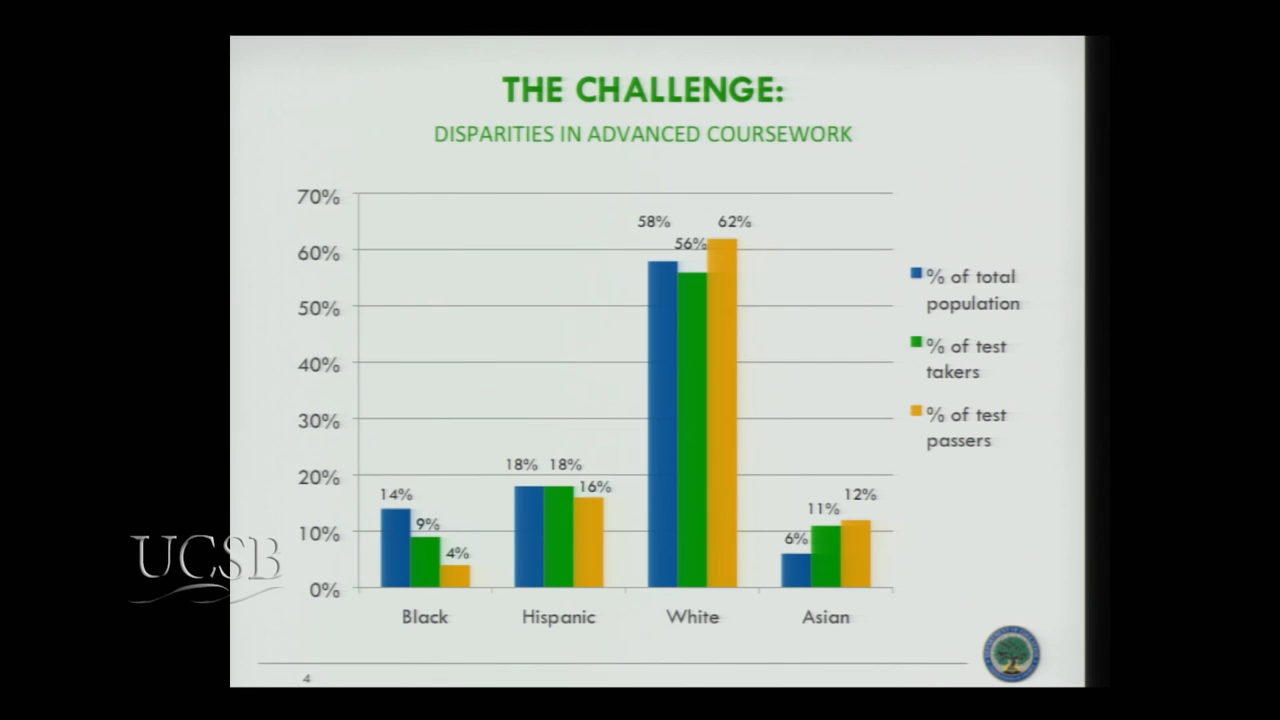 THE CHALLENGE:
DISPARITIES IN ADVANCED COURSEWORK
70%
60%
50%
40%
30%
20%
10%
0%
14%
9%
4%
18%
18%
16%
58%
56%
62%
6%
11%
12%
Black
Hispanic
White
Asian
% of total
population
% of test
takers
% of test
passers
UCSB
4